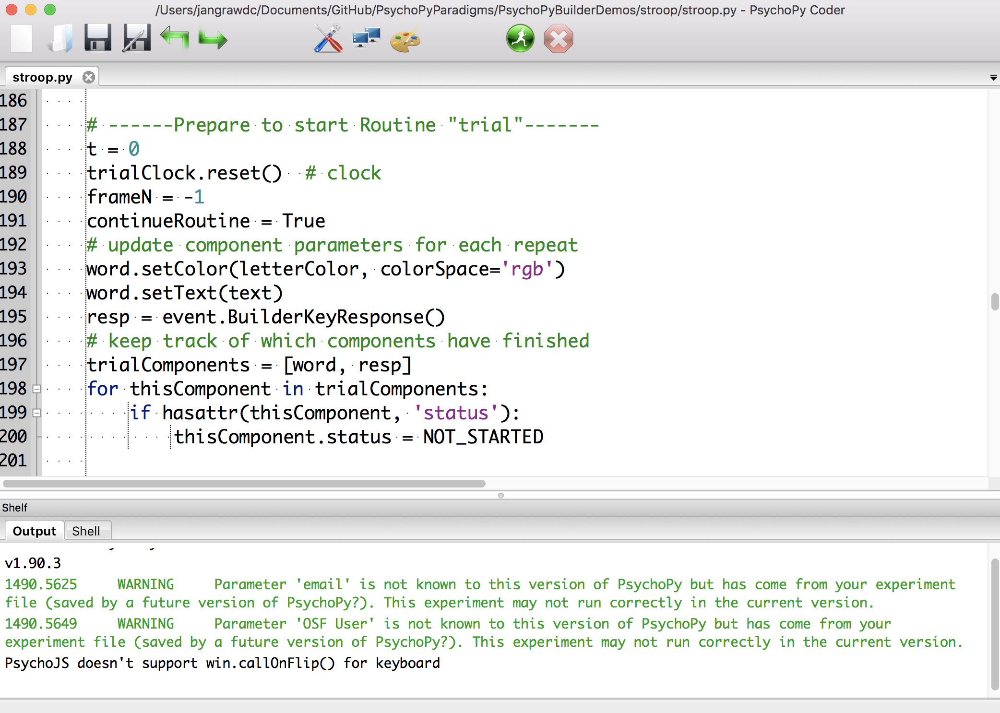 /Users/jangrawdc/Documents/GitHub/PsychoPyParadigms/PsychoPyBuilderDemos/stroop/stroop.py - PsychoPy Coder
stroop.py
186
187 # ------Prepare to start Routine "trial"-------
188 t = 0
189 trialClock.reset()  # clock
190 frameN = -1
191 continueRoutine = True
192 # update component parameters for each repeat
193 word.setColor(letterColor, colorSpace='rgb')
194 word.setText(text)
195 resp = event.BuilderKeyResponse()
196 # keep track of which components have finished
197 trialComponents = [word, resp]
198 for thisComponent in trialComponents:
199     if hasattr(thisComponent, 'status'):
200         thisComponent.status = NOT_STARTED
201
Shelf
Output Shell
v1.90.3
1490.5625     WARNING     Parameter 'email' is not known to this version of PsychoPy but has come from your experiment
file (saved by a future version of PsychoPy?). This experiment may not run correctly in the current version.
1490.5649     WARNING     Parameter 'OSF User' is not known to this version of PsychoPy but has come from your
experiment file (saved by a future version of PsychoPy?). This experiment may not run correctly in the current version.
PsychoJS doesn't support win.callOnFlip() for keyboard